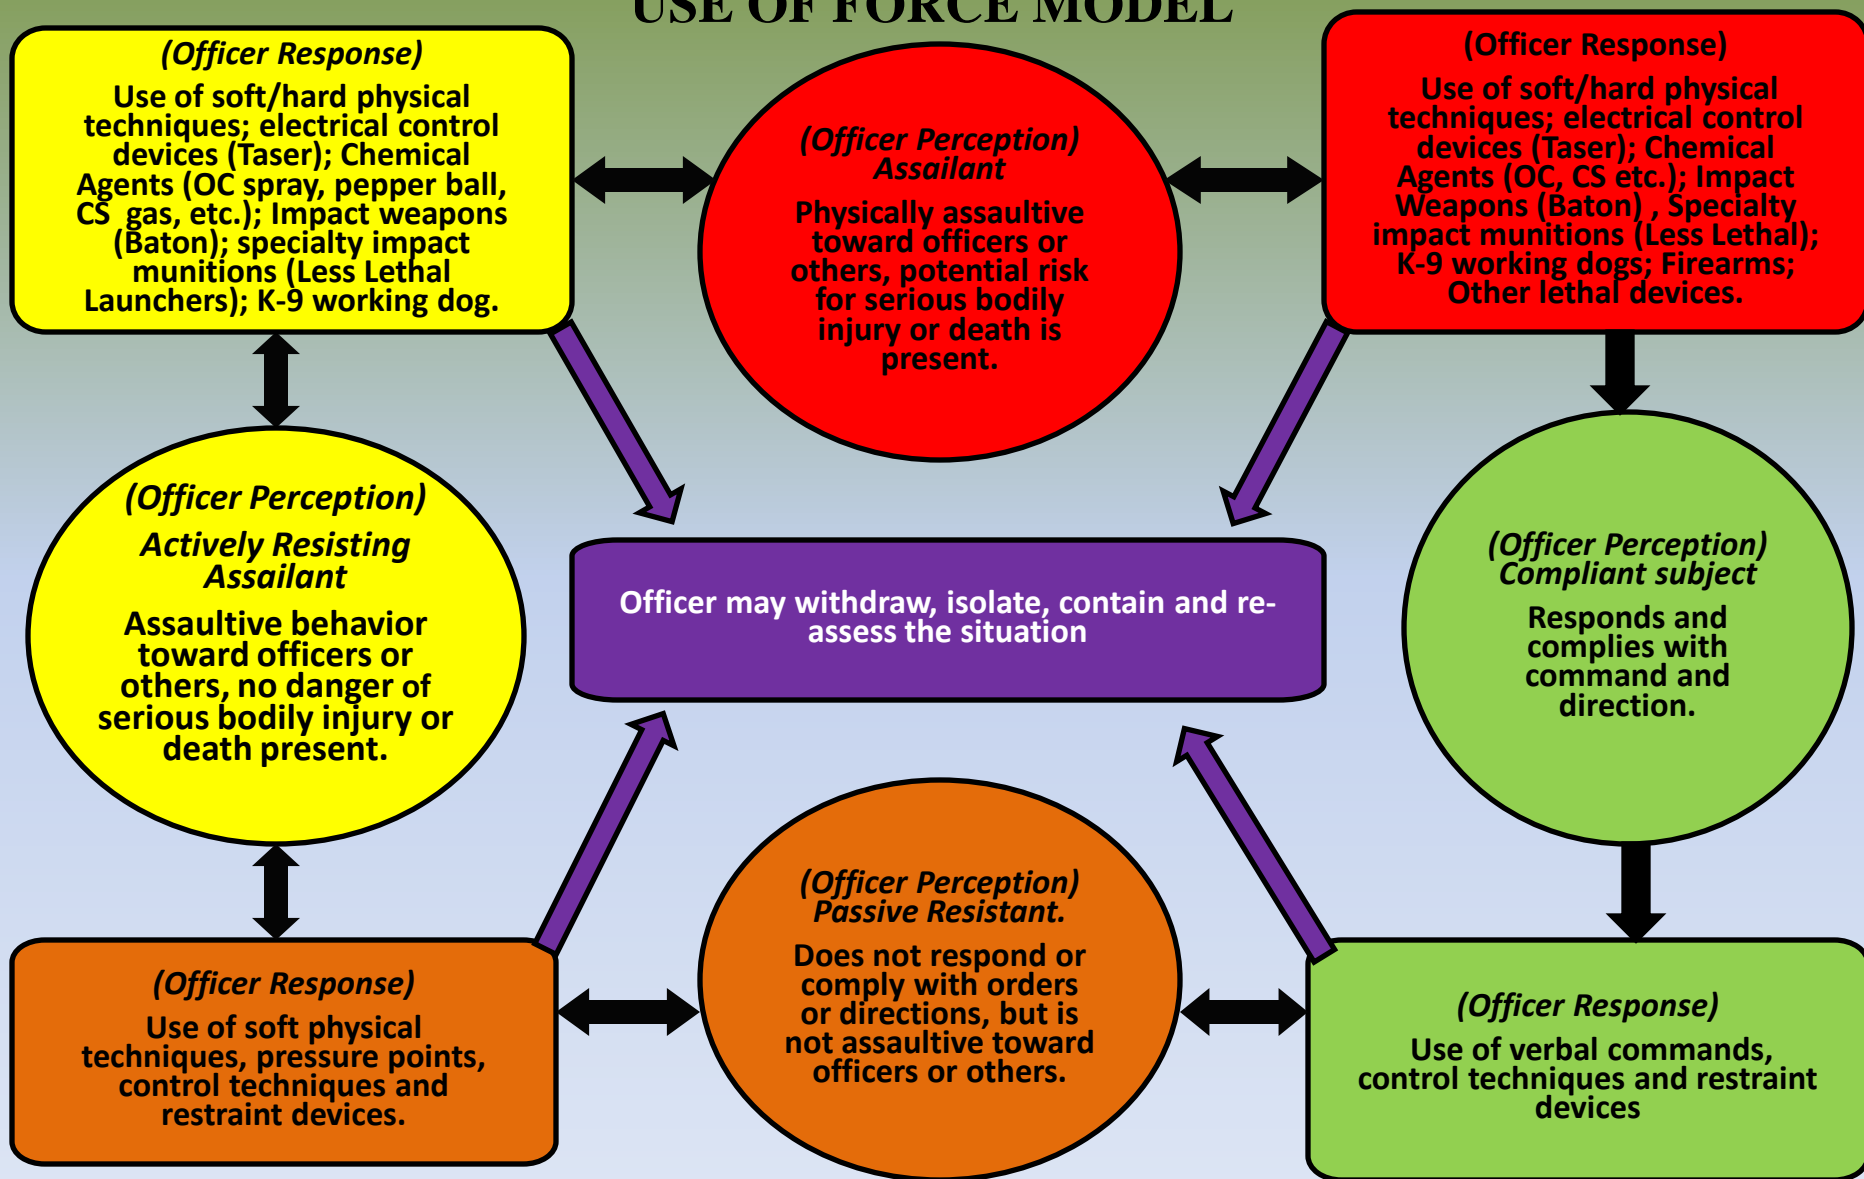 USE OF FORCE MODEL
(Officer Response)
Use of soft/hard physical
techniques; electrical control
devices (Taser); Chemical
Agents (OC spray, pepper ball,
CS gas, etc.); Impact weapons
(Baton); specialty impact
munitions (Less Lethal
Launchers); K-9 working dog.
(Officer Perception)
Assailant
Physically assaultive
toward officers or
others, potential risk
for serious bodily
injury or death is
present.
(Officer Response)
Use of soft/hard physical
techniques; electrical control
devices (Taser); Chemical
Agents (OC, CS etc.); Impact
Weapons (Baton) , Specialty
impact munitions (Less Lethal);
K-9 working dogs; Firearms;
Other lethal devices.
(Officer Perception)
Actively Resisting
Assailant
Assaultive behavior
toward officers or
others, no danger of
serious bodily injury or
death present.
Officer may withdraw, isolate, contain and re-
assess the situation
(Officer Perception)
Compliant subject
Responds and
complies with
command and
direction.
(Officer Response)
Use of soft physical
techniques, pressure points,
control techniques and
restraint devices.
(Officer Perception)
Passive Resistant.
Does not respond or
comply with orders
or directions, but is
not assaultive toward
officers or others.
(Officer Response)
Use of verbal commands,
control techniques and restraint
devices